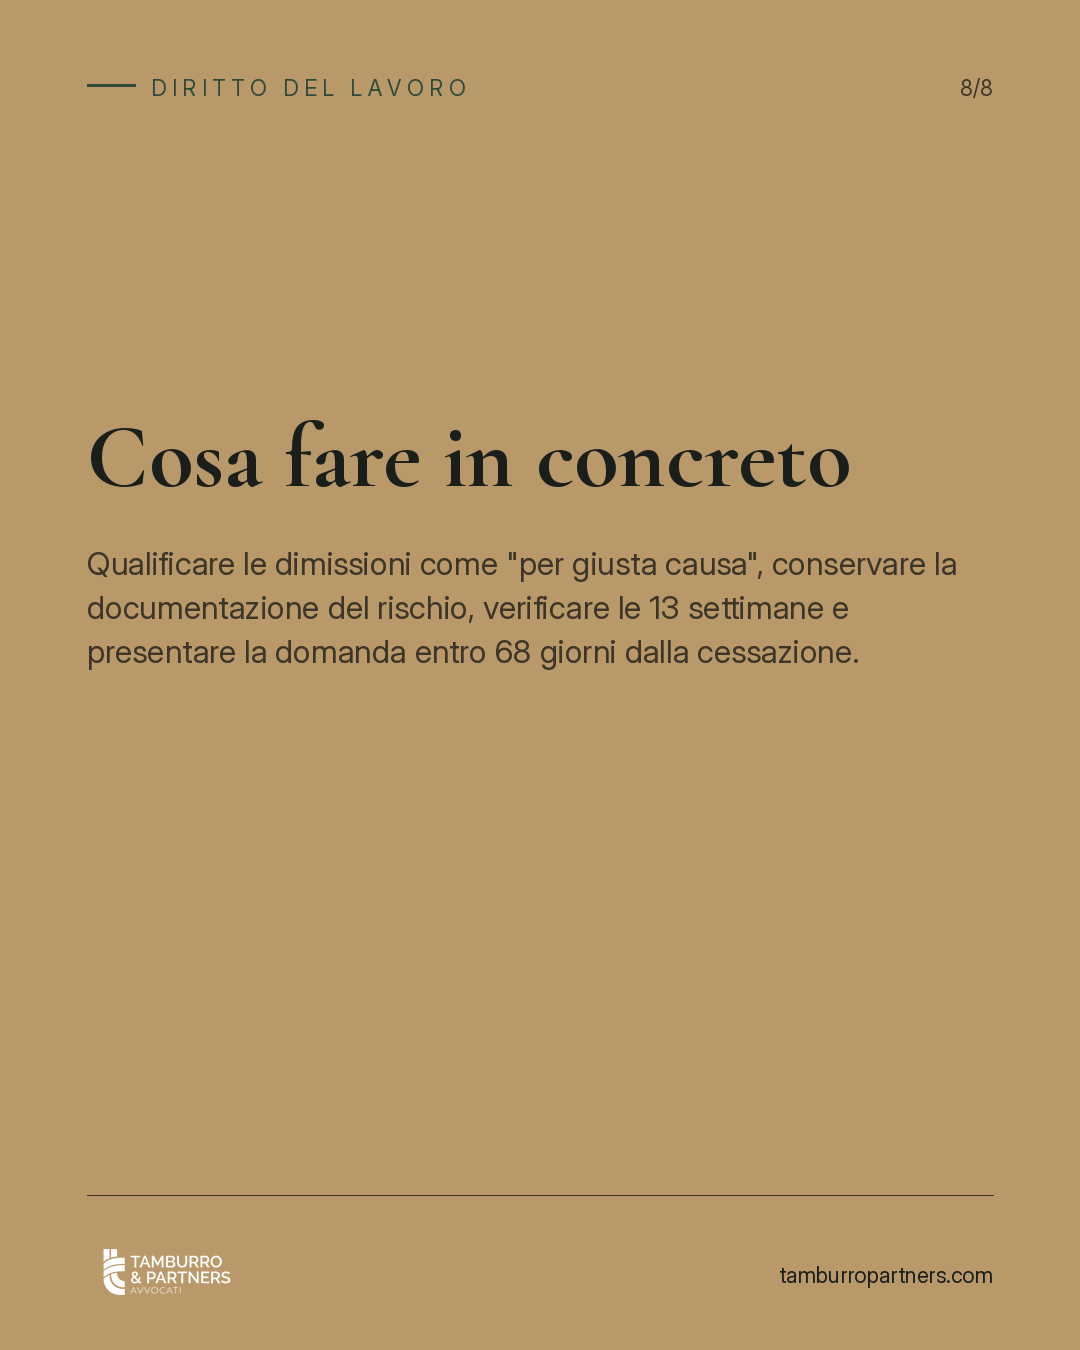 DIRITTO DEL LAVORO
8/8
Cosa fare in concreto
Qualificare le dimissioni come "per giusta causa", conservare la
documentazione del rischio, verificare le 13 settimane e
presentare la domanda entro 68 giorni dalla cessazione.
TAMBURRO
& PARTNERS
AVVOCATI
tamburropartners.com